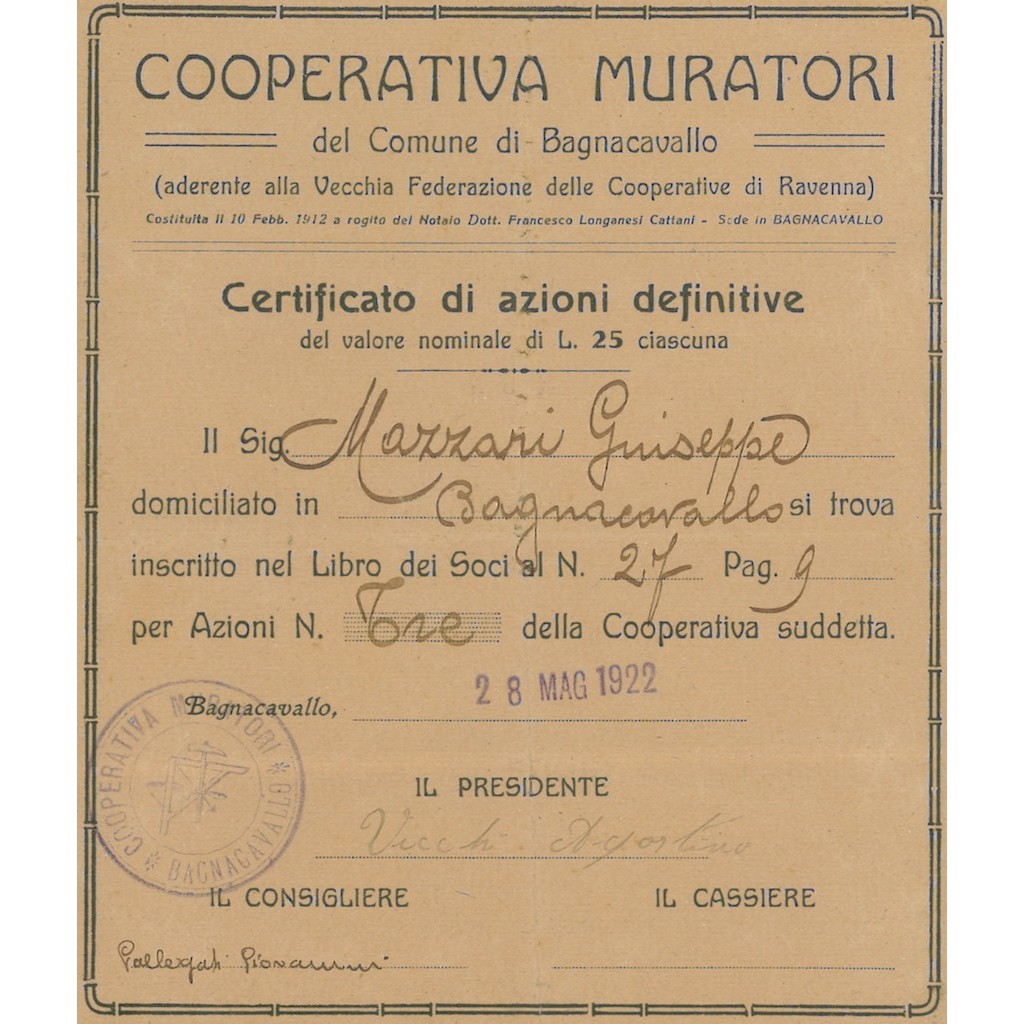 COOPERATIVA MURATORI
del Comune di Bagnacavallo
(aderente alla Vecchia Federazione delle Cooperative di Ravenna)
Costituita il 10 Febb. 1912 a rogito del Notaio Dott. Francesco Longanesi Cattani - Sede in BAGNACAVALLO
Certificato di azioni definitive
del valore nominale di L. 25 ciascuna
Il Sig. Mazzari Giuseppe
domiciliato in Bagnacavallo si trova
inscritto nel Libro dei Soci al N. 27 Pag. 9
per Azioni N. Tre della Cooperativa suddetta.
Bagnacavallo, 28 MAG 1922
COOPERATIVA MURATORI * BAGNACAVALLO *
IL PRESIDENTE
Vecchi Agostino
IL CONSIGLIERE IL CASSIERE
Pallegati Giovanni